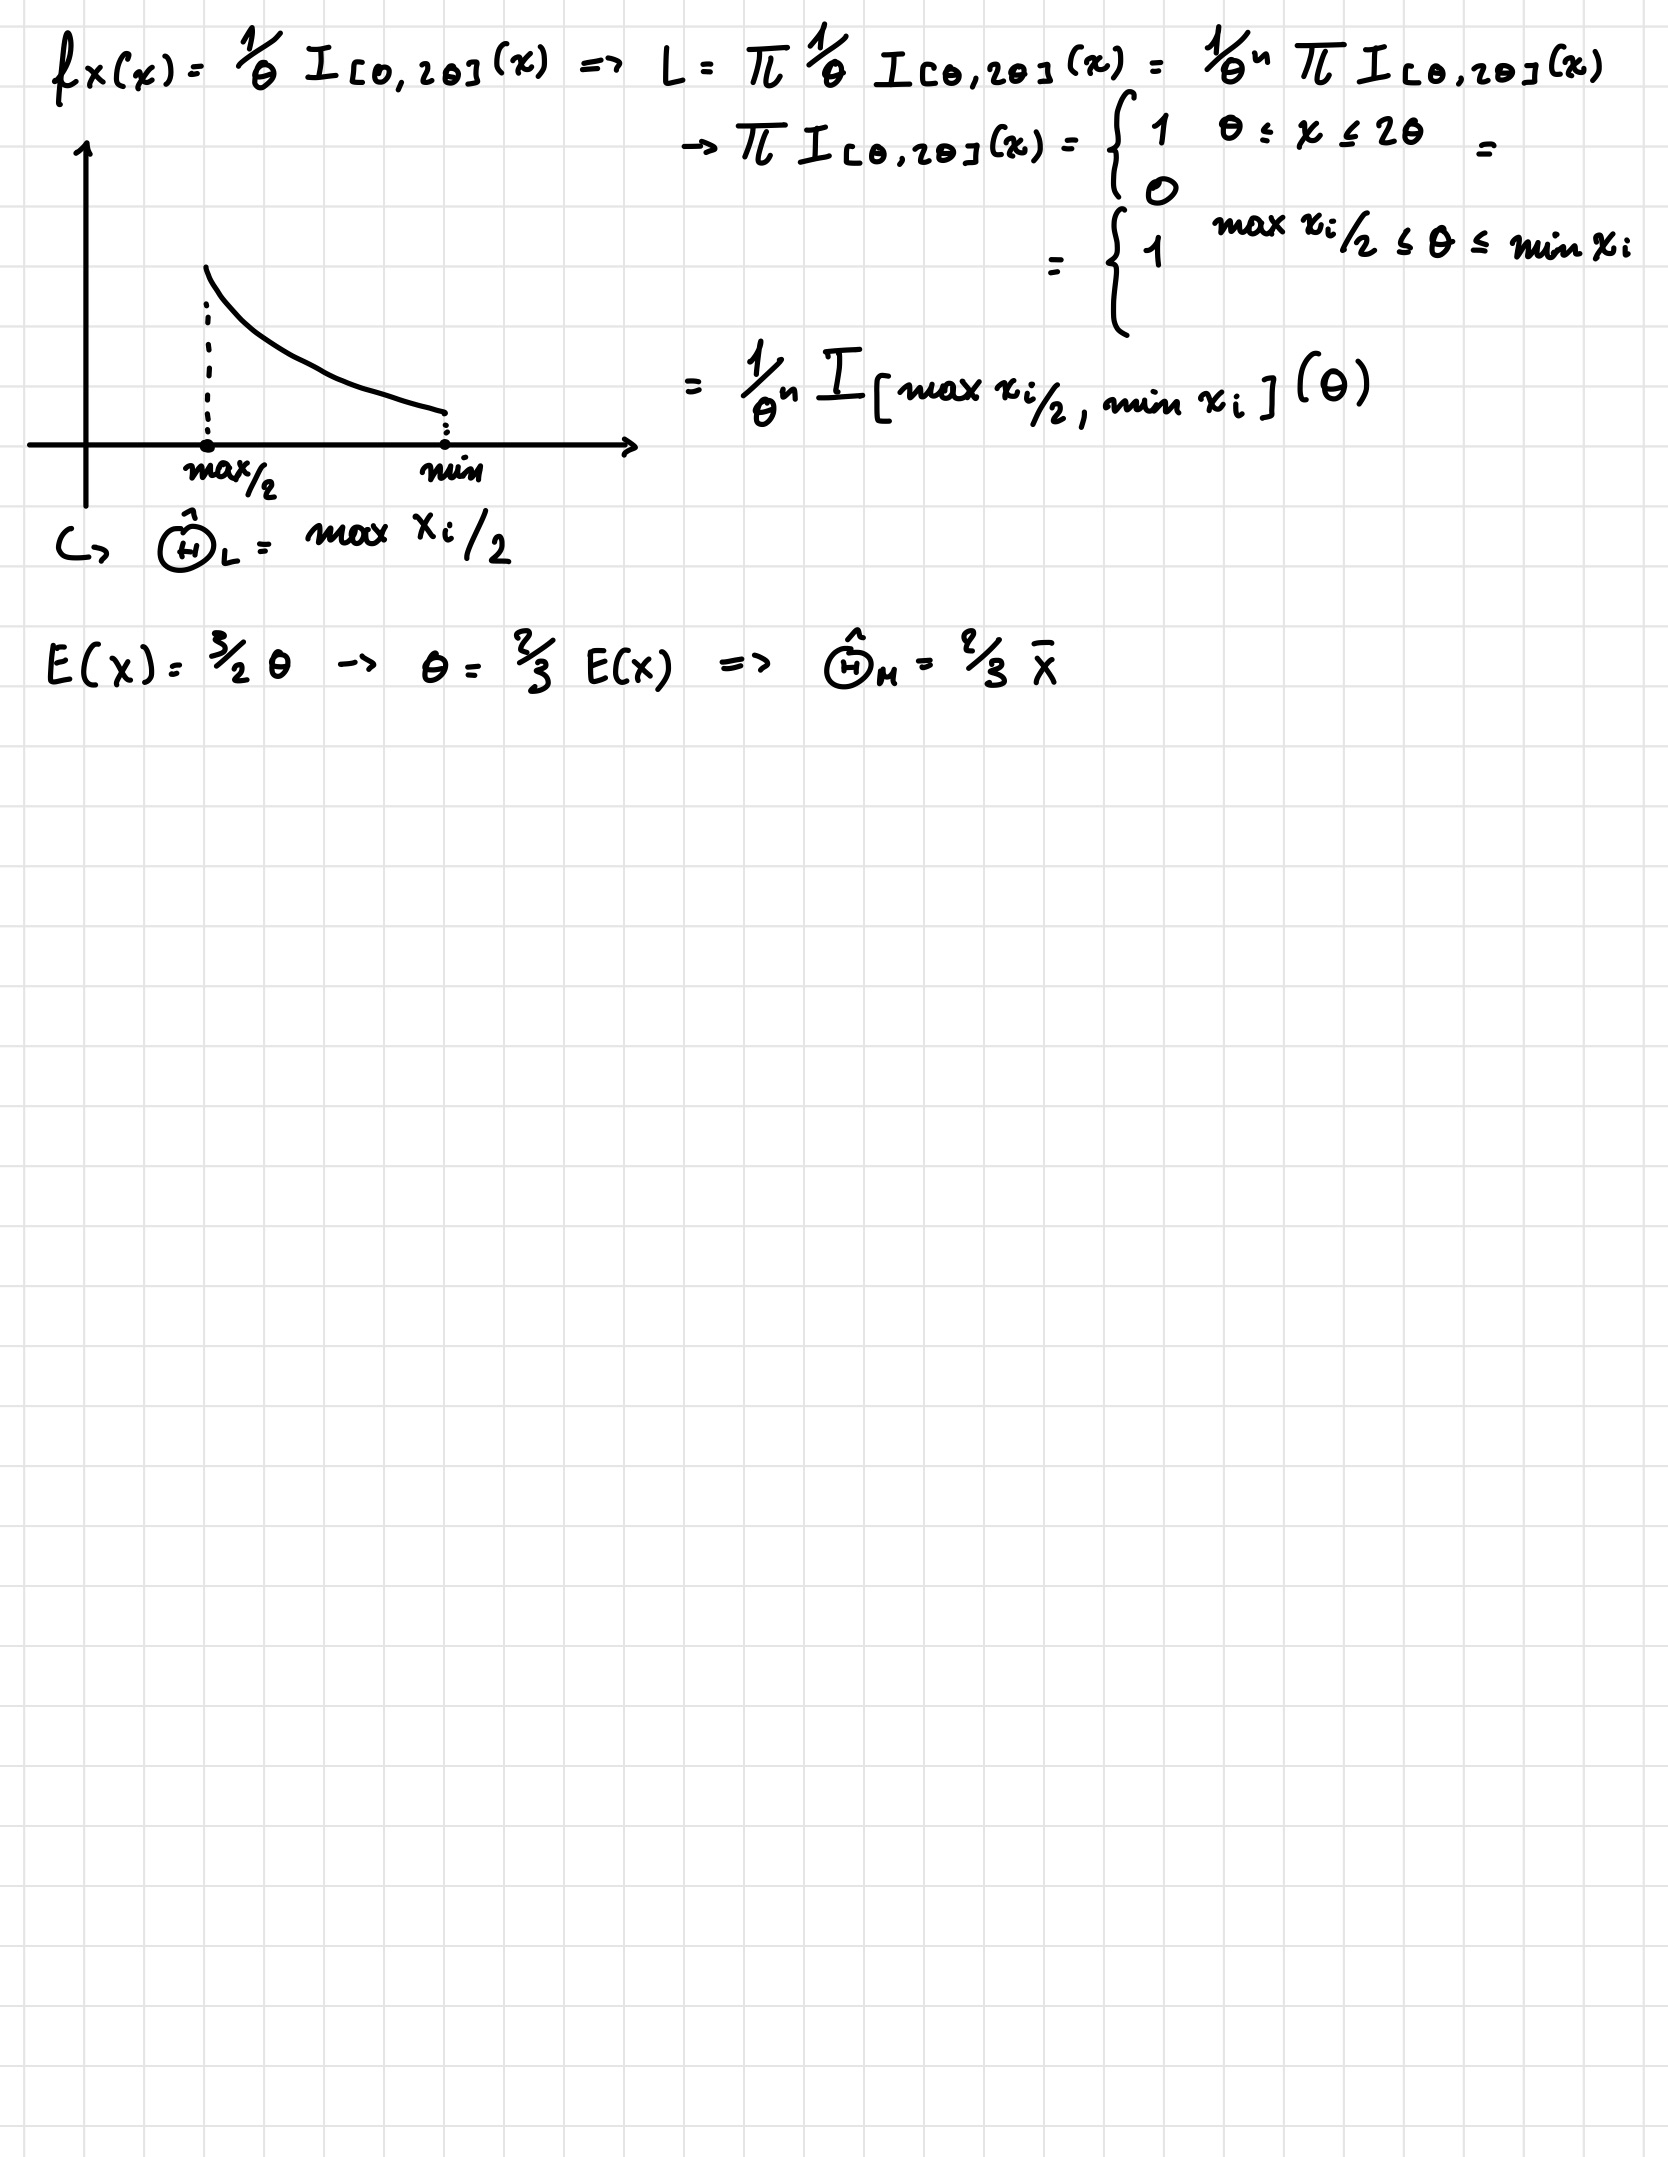 fx(x) = 1/θ I[θ, 2θ](x) => L = π 1/θ I[θ, 2θ](x) = 1/θⁿ π I[θ, 2θ](x)
→ π I[θ, 2θ](x) = { 1 θ ≤ x ≤ 2θ =
0
= { 1 max xi/2 ≤ θ ≤ min xi
= 1/θⁿ I[max xi/2, min xi](θ)
max/2 min
↳ Θ̂L = max Xi/2
E(X) = 3/2 θ → θ = 2/3 E(X) => Θ̂M = 2/3 X̄